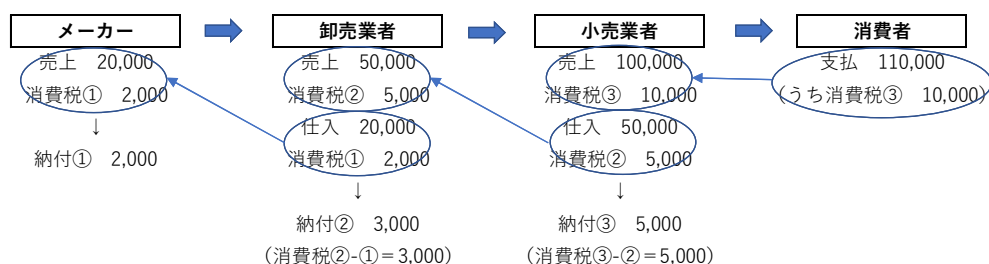 メーカー
売上 20,000
消費税① 2,000
↓
納付① 2,000
卸売業者
売上 50,000
消費税② 5,000
仕入 20,000
消費税① 2,000
↓
納付② 3,000
(消費税②-①=3,000)
小売業者
売上 100,000
消費税③ 10,000
仕入 50,000
消費税② 5,000
↓
納付③ 5,000
(消費税③-②=5,000)
消費者
支払 110,000
(うち消費税③ 10,000)